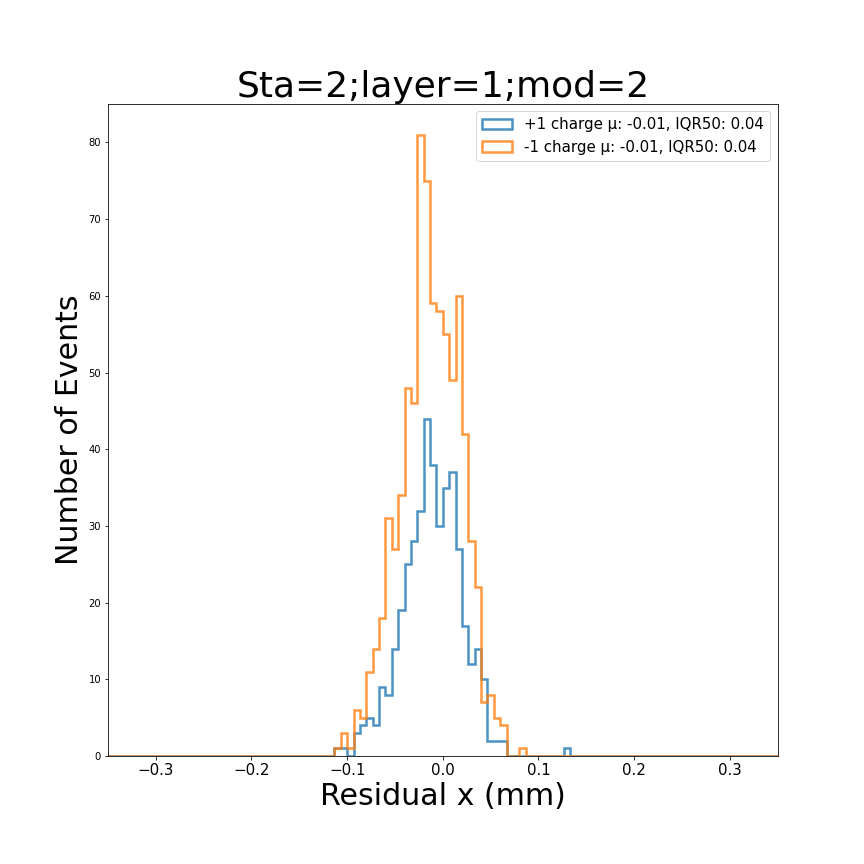 Sta=2;layer=1;mod=2
+1 charge μ: -0.01, IQR50: 0.04
-1 charge μ: -0.01, IQR50: 0.04
Number of Events
80
70
60
50
40
30
20
10
0
−0.3 −0.2 −0.1 0.0 0.1 0.2 0.3
Residual x (mm)